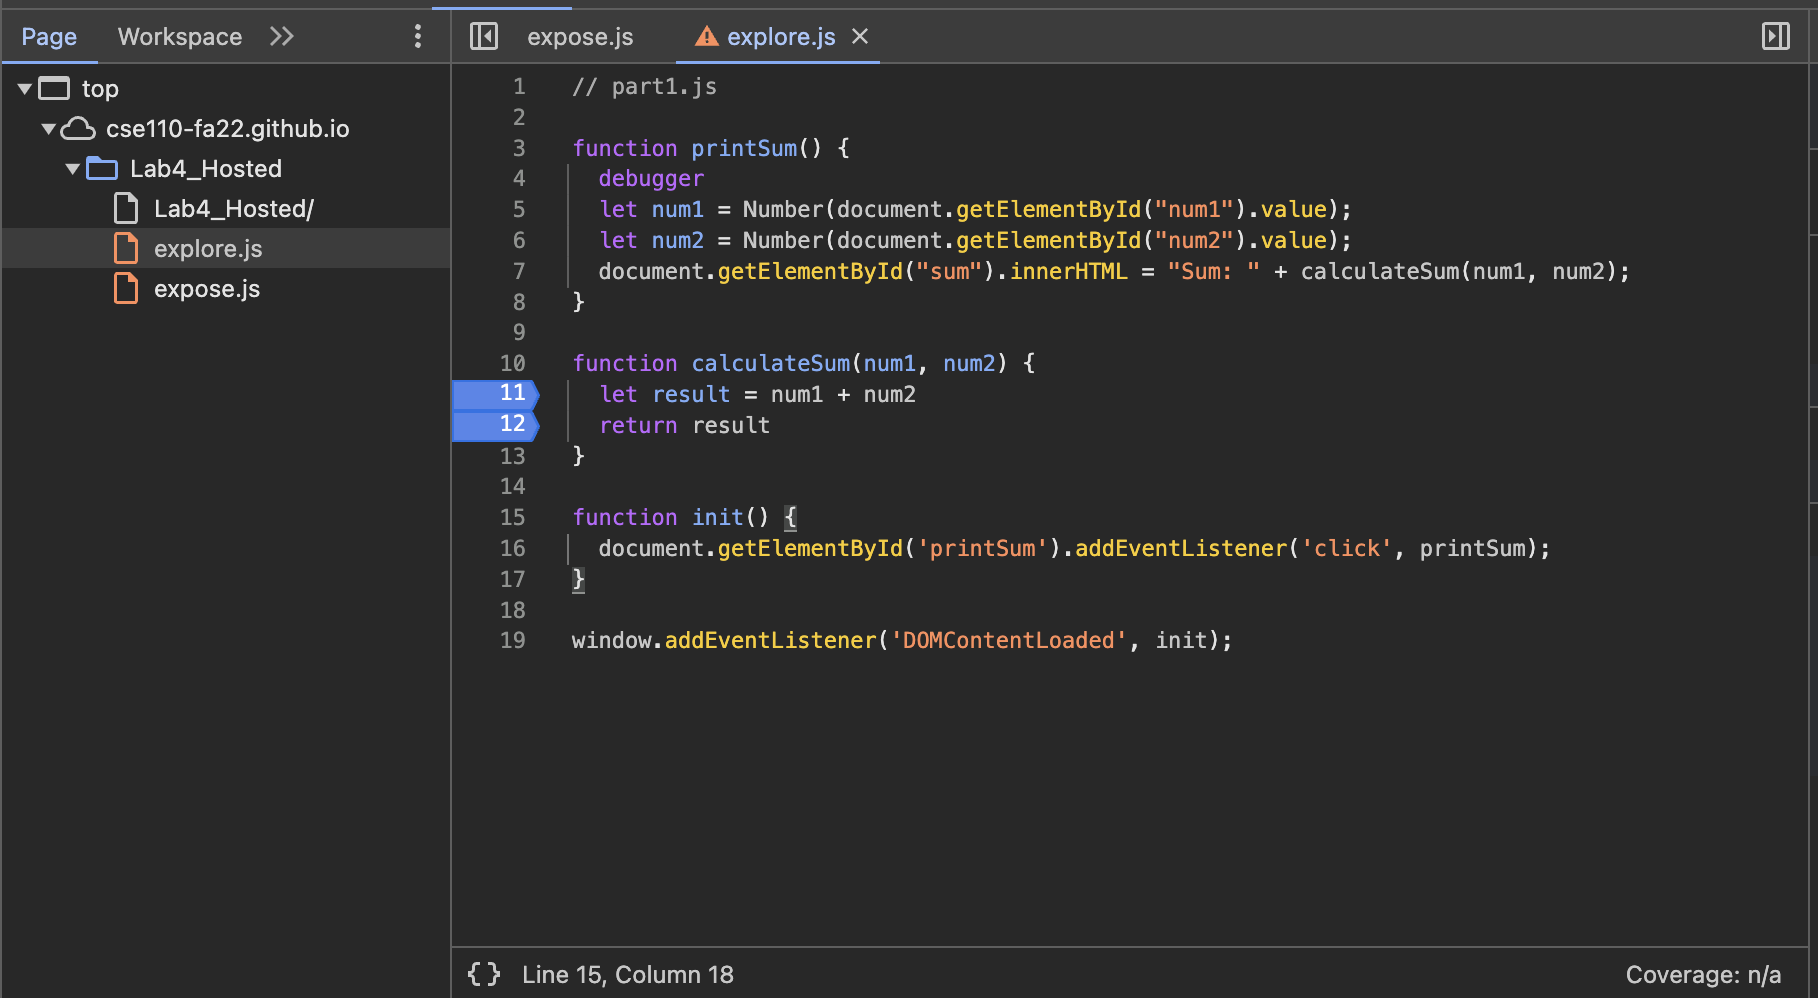 Page Workspace
top
cse110-fa22.github.io
Lab4_Hosted
Lab4_Hosted/
explore.js
expose.js
expose.js explore.js
1 // part1.js
2
3 function printSum() {
4   debugger
5   let num1 = Number(document.getElementById("num1").value);
6   let num2 = Number(document.getElementById("num2").value);
7   document.getElementById("sum").innerHTML = "Sum: " + calculateSum(num1, num2);
8 }
9
10 function calculateSum(num1, num2) {
11   let result = num1 + num2
12   return result
13 }
14
15 function init() {
16   document.getElementById('printSum').addEventListener('click', printSum);
17 }
18
19 window.addEventListener('DOMContentLoaded', init);
{ } Line 15, Column 18
Coverage: n/a